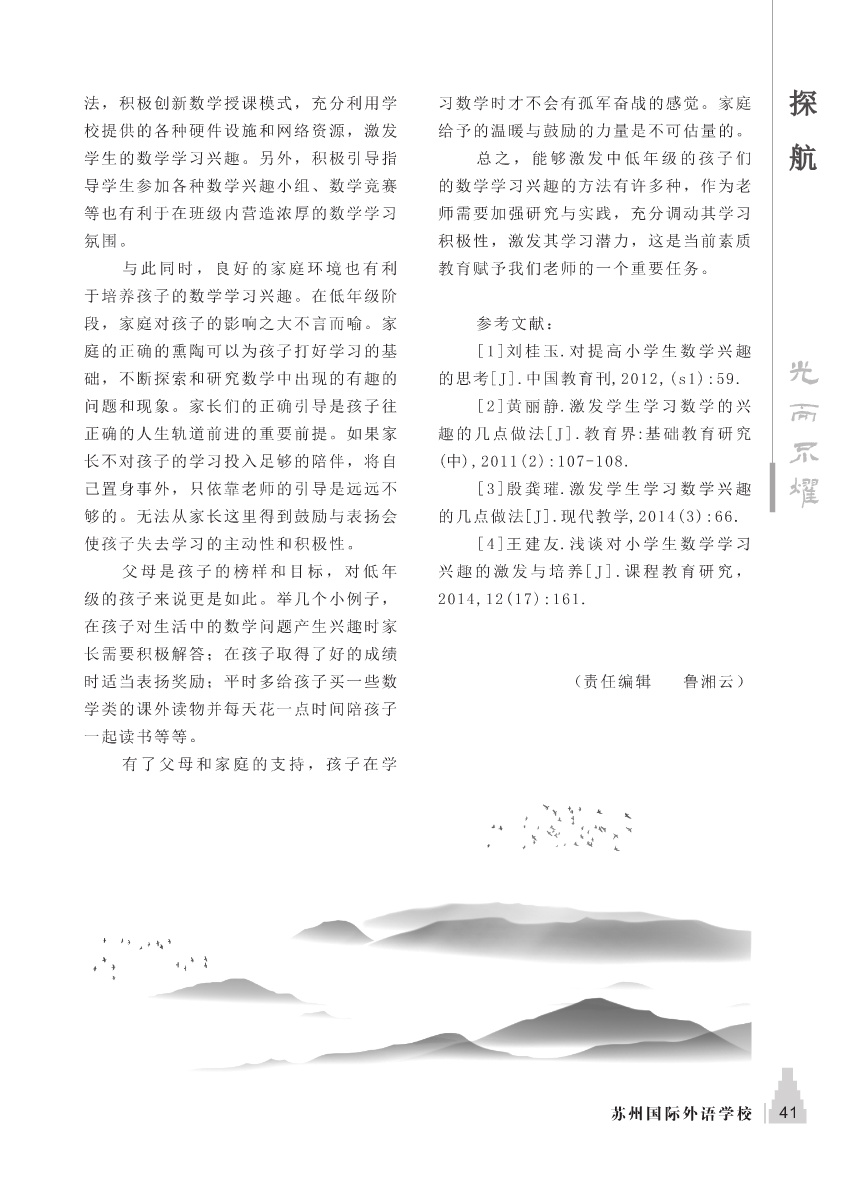 法，积极创新数学授课模式，充分利用学
校提供的各种硬件设施和网络资源，激发
学生的数学学习兴趣。另外，积极引导指
导学生参加各种数学兴趣小组、数学竞赛
等也有利于在班级内营造浓厚的数学学习
氛围。
与此同时，良好的家庭环境也有利
于培养孩子的数学学习兴趣。在低年级阶
段，家庭对孩子的影响之大不言而喻。家
庭的正确的熏陶可以为孩子打好学习的基
础，不断探索和研究数学中出现的有趣的
问题和现象。家长们的正确引导是孩子往
正确的人生轨道前进的重要前提。如果家
长不对孩子的学习投入足够的陪伴，将自
己置身事外，只依靠老师的引导是远远不
够的。无法从家长这里得到鼓励与表扬会
使孩子失去学习的主动性和积极性。
父母是孩子的榜样和目标，对低年
级的孩子来说更是如此。举几个小例子，
在孩子对生活中的数学问题产生兴趣时家
长需要积极解答；在孩子取得了好的成绩
时适当表扬奖励；平时多给孩子买一些数
学类的课外读物并每天花一点时间陪孩子
一起读书等等。
有了父母和家庭的支持，孩子在学
习数学时才不会有孤军奋战的感觉。家庭
给予的温暖与鼓励的力量是不可估量的。
总之，能够激发中低年级的孩子们
的数学学习兴趣的方法有许多种，作为老
师需要加强研究与实践，充分调动其学习
积极性，激发其学习潜力，这是当前素质
教育赋予我们老师的一个重要任务。
参考文献：
[1]刘桂玉.对提高小学生数学兴趣
的思考[J].中国教育刊,2012,(s1):59.
[2]黄丽静.激发学生学习数学的兴
趣的几点做法[J].教育界:基础教育研究
(中),2011(2):107-108.
[3]殷龚璀.激发学生学习数学兴趣
的几点做法[J].现代教学,2014(3):66.
[4]王建友.浅谈对小学生数学学习
兴趣的激发与培养[J].课程教育研究，
2014,12(17):161.
（责任编辑　鲁湘云）
探航
光而不耀
苏州国际外语学校 41